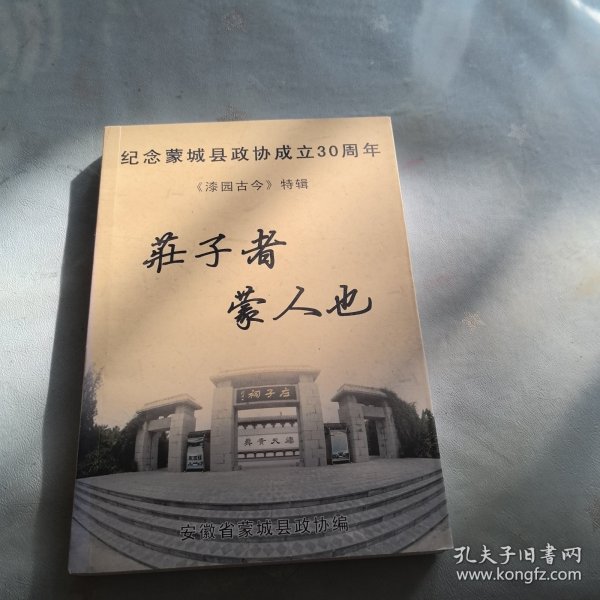 纪念蒙城县政协成立30周年
《漆园古今》特辑
莊子者
蒙人也
庄子祠
安徽省蒙城县政协编
孔夫子旧書网
www.kongfz.com